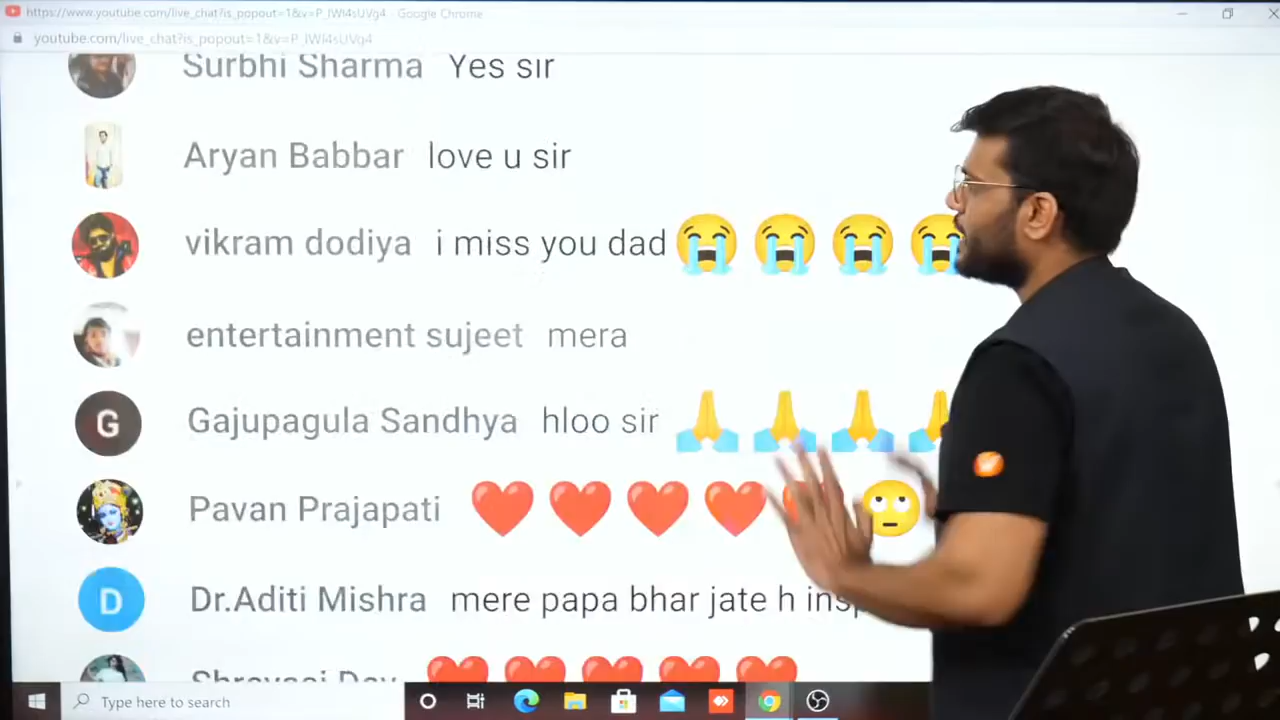 https://www.youtube.com/live_chat?is_popout=1&v=P_IWI4sUVg4 - Google Chrome
youtube.com/live_chat?is_popout=1&v=P_IWI4sUVg4
Surbhi Sharma Yes sir
Aryan Babbar love u sir
vikram dodiya i miss you dad
entertainment sujeet mera
G Gajupagula Sandhya hloo sir
Pavan Prajapati
D Dr.Aditi Mishra mere papa bhar jate h
Type here to search